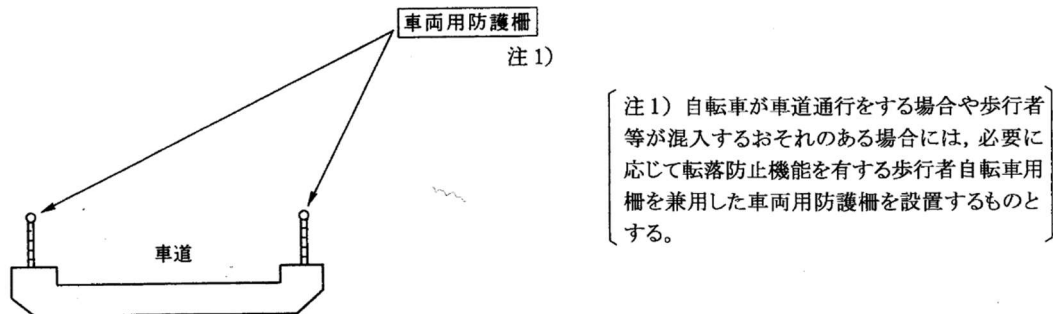 車両用防護柵
注1)
注1) 自転車が車道通行をする場合や歩行者
等が混入するおそれのある場合には,必要に
応じて転落防止機能を有する歩行者自転車用
柵を兼用した車両用防護柵を設置するものと
する。
車道